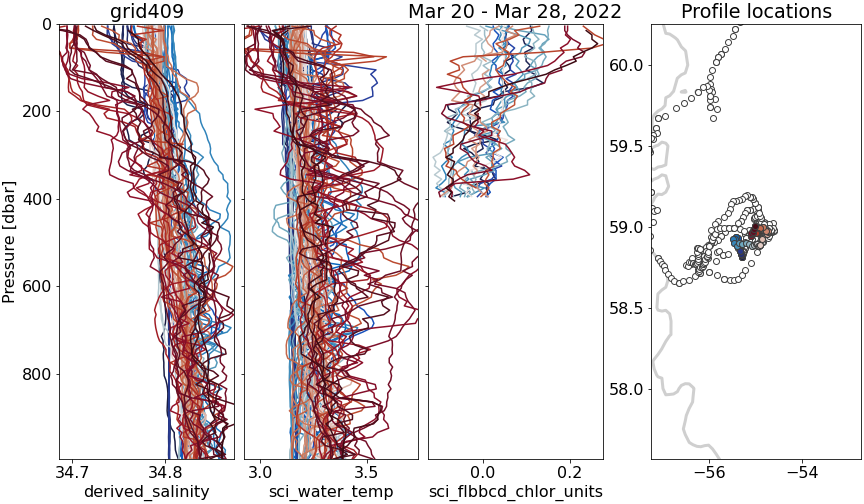 grid409
Mar 20 - Mar 28, 2022
Profile locations
Pressure [dbar]
0
200
400
600
800
34.7
34.8
derived_salinity
3.0
3.5
sci_water_temp
0.0
0.2
sci_flbbcd_chlor_units
60.0
59.5
59.0
58.5
58.0
−56
−54